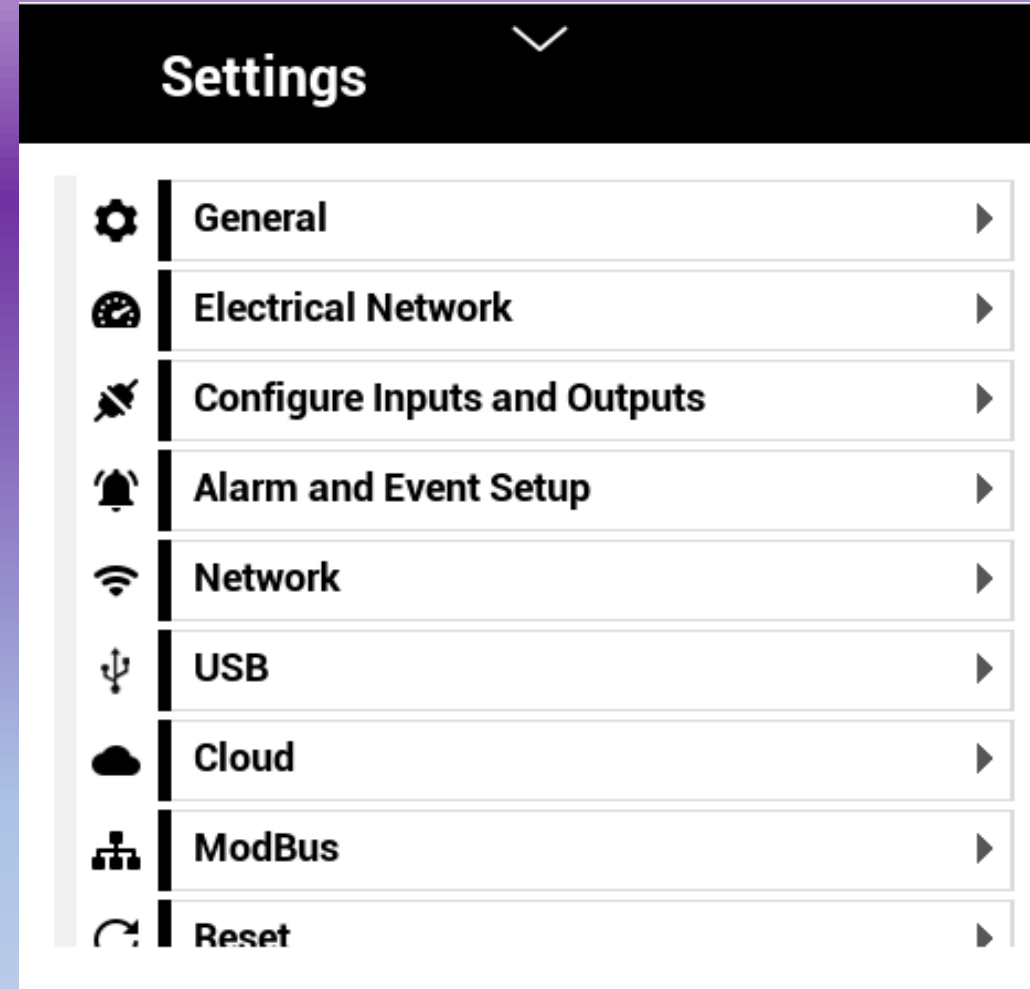 Settings
General
Electrical Network
Configure Inputs and Outputs
Alarm and Event Setup
Network
USB
Cloud
ModBus
Reset